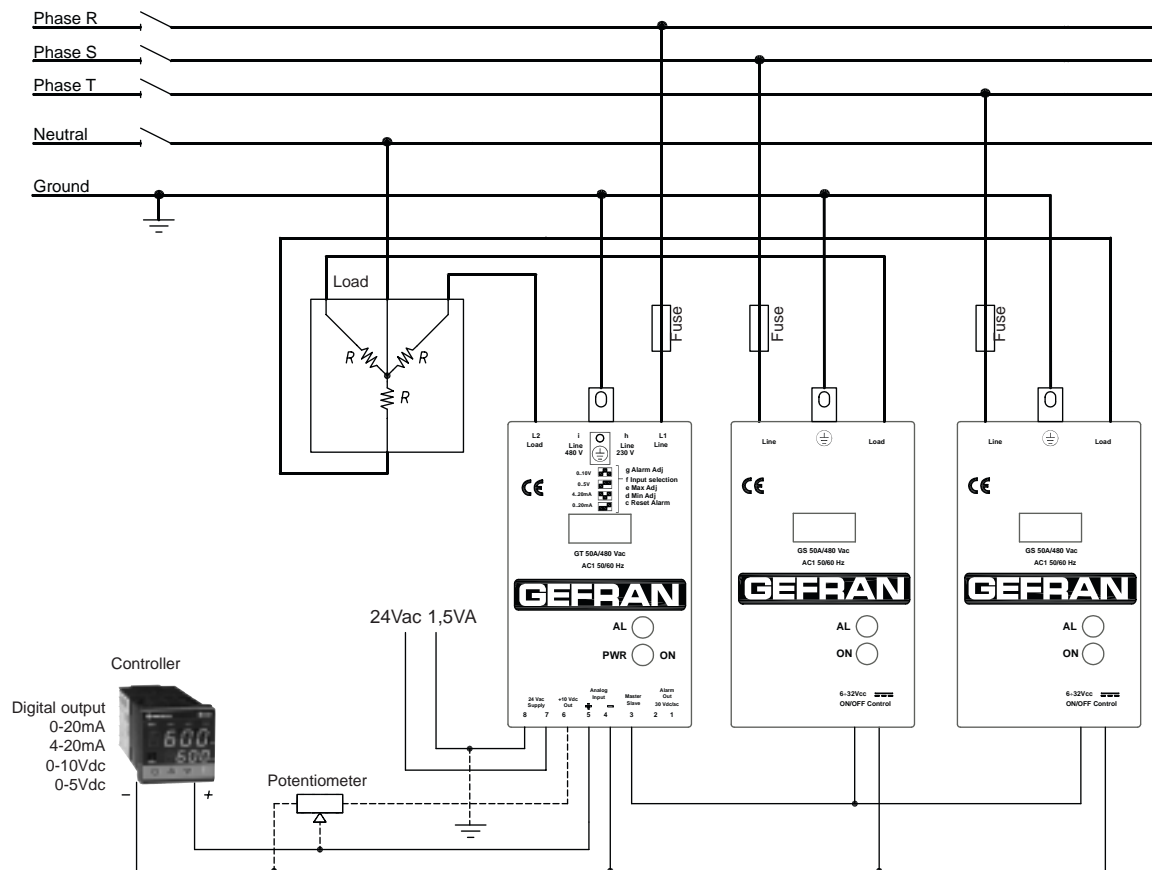 Phase R
Phase S
Phase T
Neutral
Ground
Load
R
R
R
Fuse
Fuse
Fuse
L2
Load
i
Line
480 V
h
Line
230 V
L1
Line
0..10V
0..5V
4..20mA
0..20mA
g Alarm Adj
f Input selection
e Max Adj
d Min Adj
c Reset Alarm
CE
GT 50A/480 Vac
AC1 50/60 Hz
GEFRAN
AL
PWR
ON
24 Vac
Supply
+10 Vdc
Out
Analog
Input
+
–
Master
Slave
Alarm
Out
30 Vdc/ac
8 7 6 5 4 3 2 1
Line
Load
CE
GS 50A/480 Vac
AC1 50/60 Hz
GEFRAN
AL
ON
6-32Vcc
ON/OFF Control
Line
Load
CE
GS 50A/480 Vac
AC1 50/60 Hz
GEFRAN
AL
ON
6-32Vcc
ON/OFF Control
24Vac 1,5VA
Controller
600
600
Digital output
0-20mA
4-20mA
0-10Vdc
0-5Vdc
–
+
Potentiometer